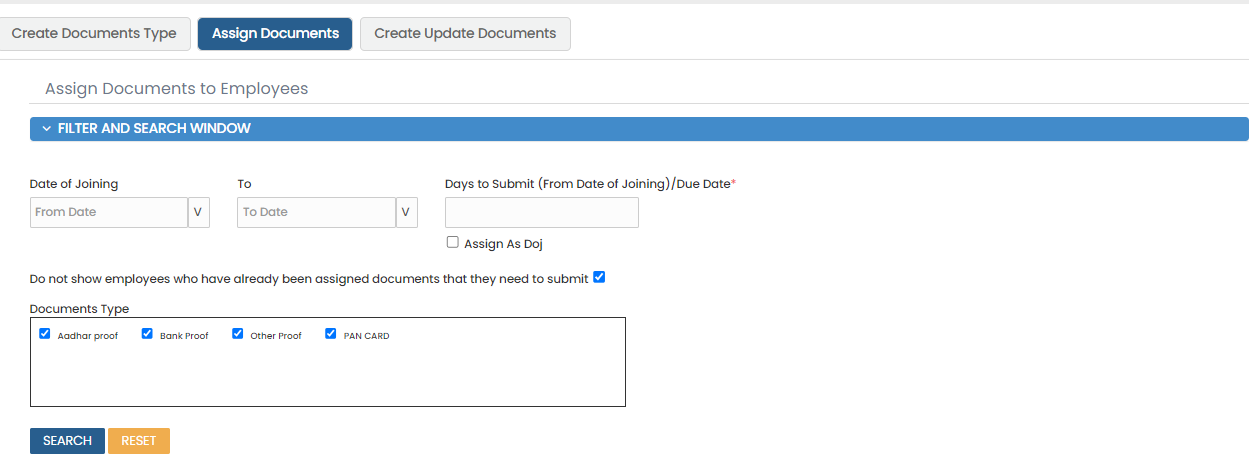 Create Documents Type Assign Documents Create Update Documents
Assign Documents to Employees
FILTER AND SEARCH WINDOW
Date of Joining To Days to Submit (From Date of Joining)/Due Date*
From Date V To Date V
Assign As Doj
Do not show employees who have already been assigned documents that they need to submit
Documents Type
Aadhar proof Bank Proof Other Proof PAN CARD
SEARCH RESET